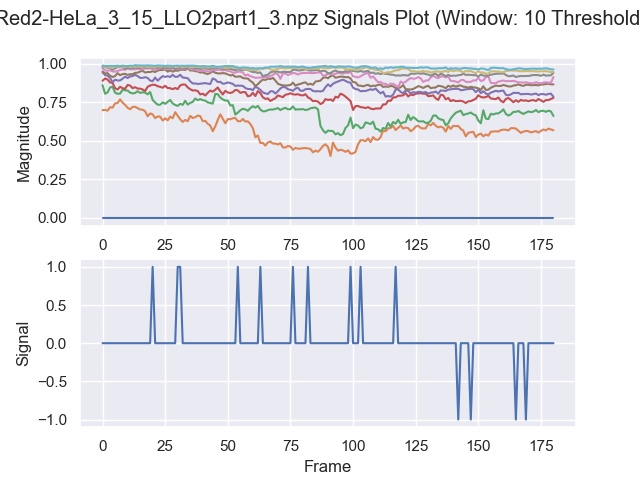 Red2-HeLa_3_15_LLO2part1_3.npz Signals Plot (Window: 10 Threshold
1.00
0.75
0.50
0.25
0.00
Magnitude
0 25 50 75 100 125 150 175
1.0
0.5
0.0
−0.5
−1.0
Signal
0 25 50 75 100 125 150 175
Frame